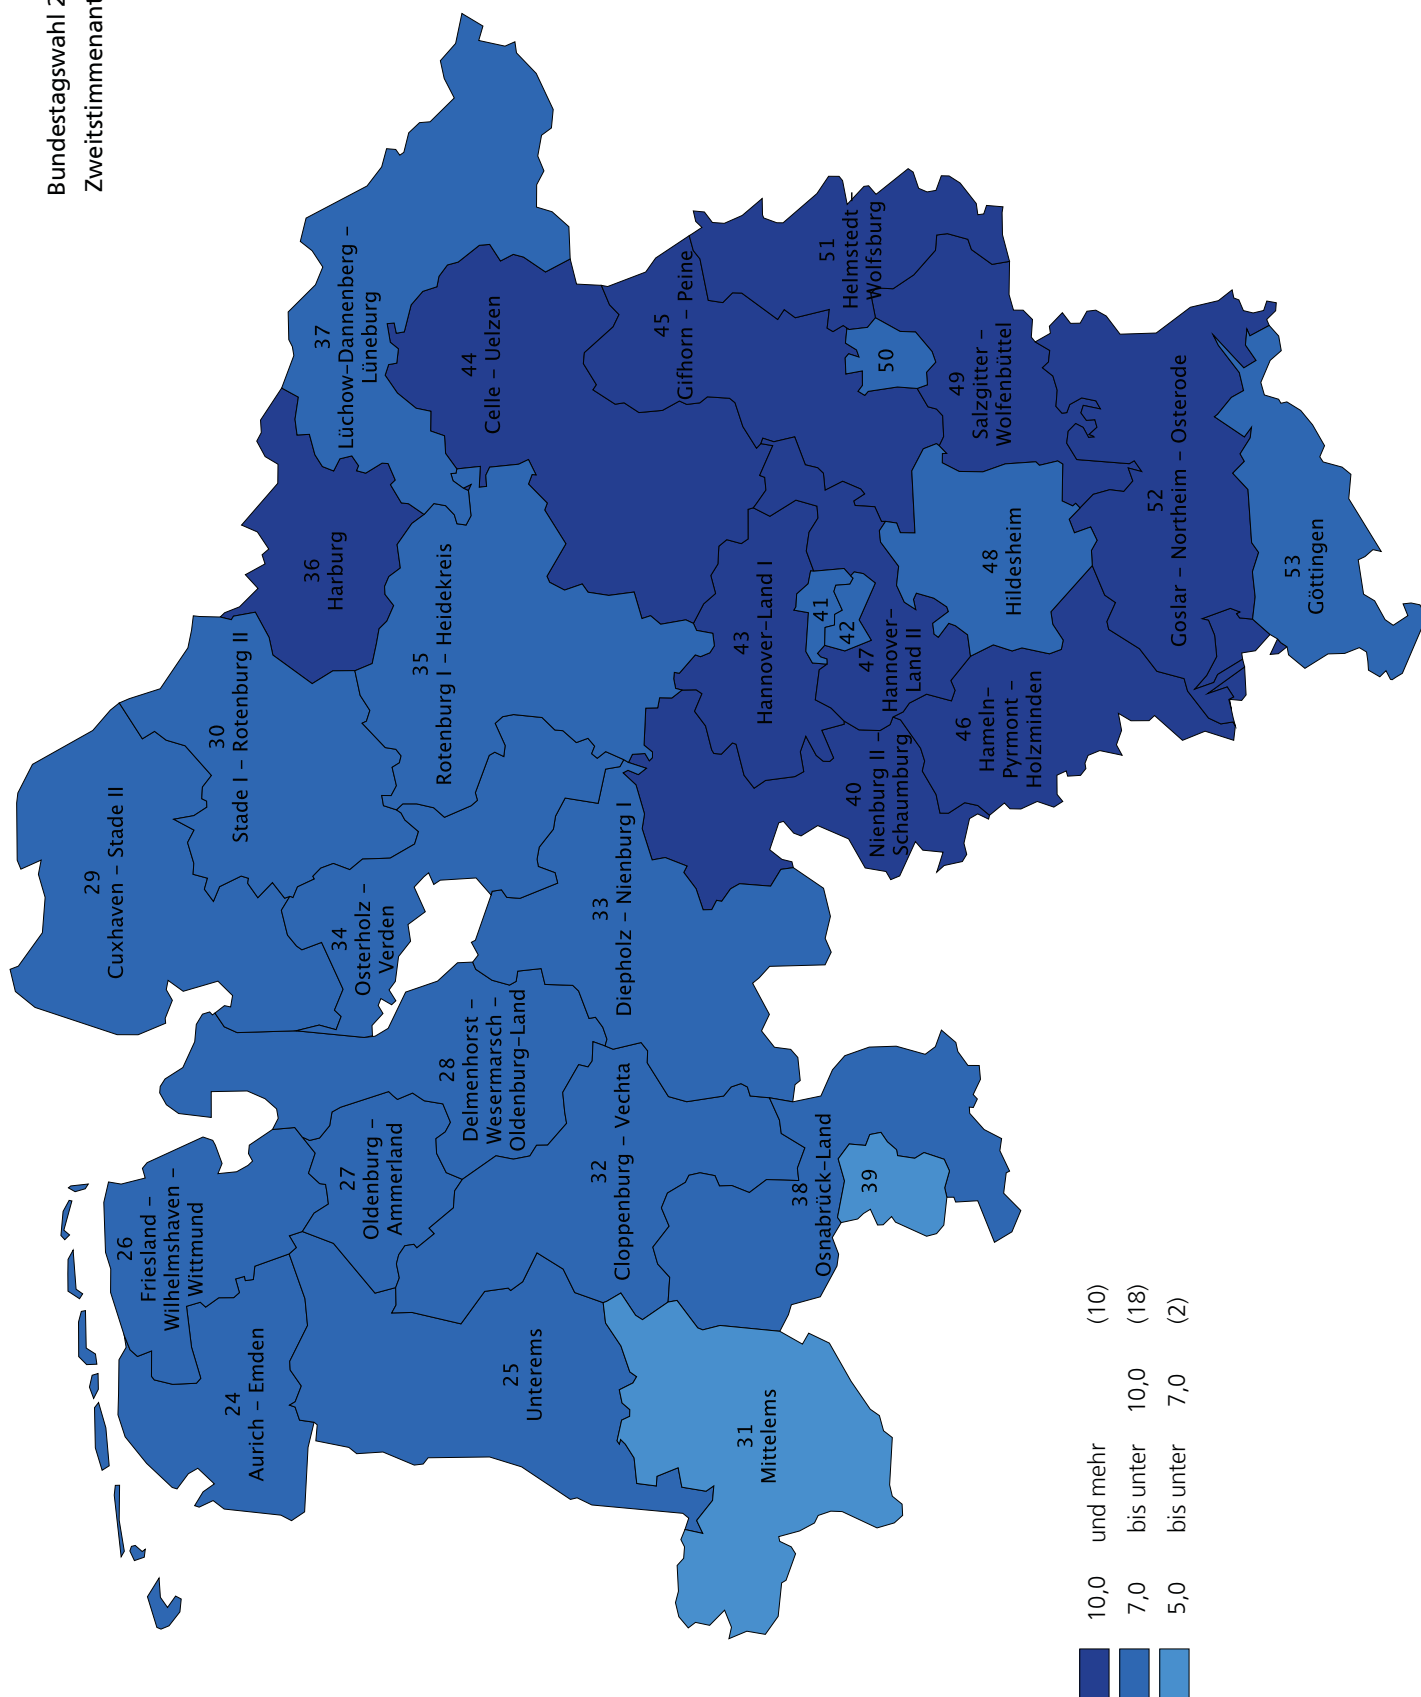 Bundestagswahl
Zweitstimmenant
24
Aurich – Emden
25
Unterems
26
Friesland –
Wilhelmshaven –
Wittmund
27
Oldenburg –
Ammerland
28
Delmenhorst –
Wesermarsch –
Oldenburg–Land
29
Cuxhaven – Stade II
30
Stade I – Rotenburg II
31
Mittelems
32
Cloppenburg – Vechta
33
Diepholz – Nienburg I
34
Osterholz –
Verden
35
Rotenburg I – Heidekreis
36
Harburg
37
Lüchow–Dannenberg –
Lüneburg
38
Osnabrück–Land
39
40
Nienburg II –
Schaumburg
41
42
43
Hannover–Land I
44
Celle – Uelzen
45
Gifhorn – Peine
46
Hameln–
Pyrmont –
Holzminden
47
Hannover–
Land II
48
Hildesheim
49
Salzgitter –
Wolfenbüttel
50
51
Helmstedt –
Wolfsburg
52
Goslar – Northeim – Osterode
53
Göttingen
10,0 und mehr (10)
7,0 bis unter 10,0 (18)
5,0 bis unter 7,0 (2)